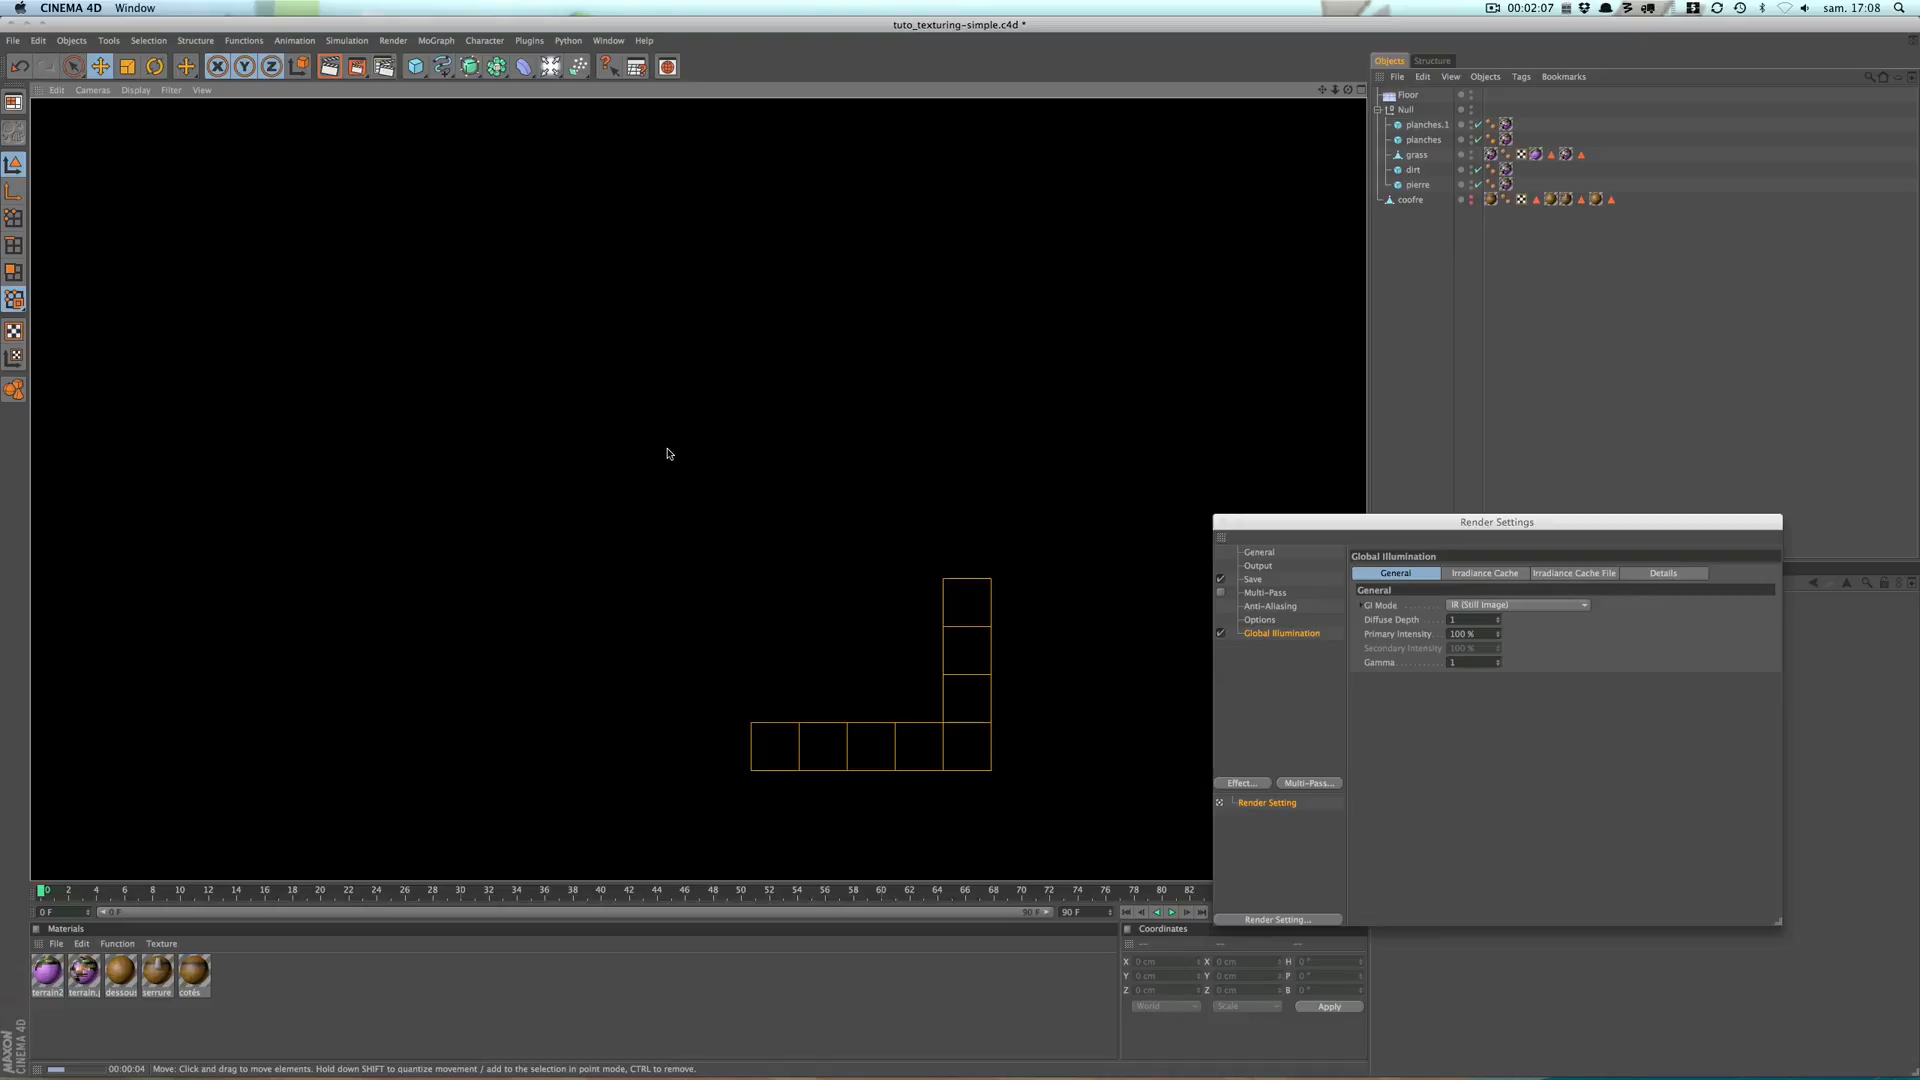 CINEMA 4D Window 00:02:07 sam. 17:08
tuto_texturing-simple.c4d *
File Edit Objects Tools Selection Structure Functions Animation Simulation Render MoGraph Character Plugins Python Window Help
X Y Z
Edit Cameras Display Filter View
Objects Structure
File Edit View Objects Tags Bookmarks
Floor
Null
planches.1
planches
grass
dirt
pierre
coofre
Render Settings
General
Output
Save
Multi-Pass
Anti-Aliasing
Options
Global Illumination
Effect... Multi-Pass...
Render Setting
Render Setting...
Global Illumination
General Irradiance Cache Irradiance Cache File Details
General
GI Mode IR (Still Image)
Diffuse Depth 1
Primary Intensity 100 %
Secondary Intensity 100 %
Gamma 1
0 2 4 6 8 10 12 14 16 18 20 22 24 26 28 30 32 34 36 38 40 42 44 46 48 50 52 54 56 58 60 62 64 66 68 70 72 74 76 78 80 82
0 F 0 F 90 F 90 F
Materials
File Edit Function Texture
terrain2 terrain. dessous serrure cotés
Coordinates
-- -- --
X 0 cm X 0 cm H 0 °
Y 0 cm Y 0 cm P 0 °
Z 0 cm Z 0 cm B 0 °
World Scale Apply
MAXON
CINEMA 4D
00:00:04 Move: Click and drag to move elements. Hold down SHIFT to quantize movement / add to the selection in point mode, CTRL to remove.